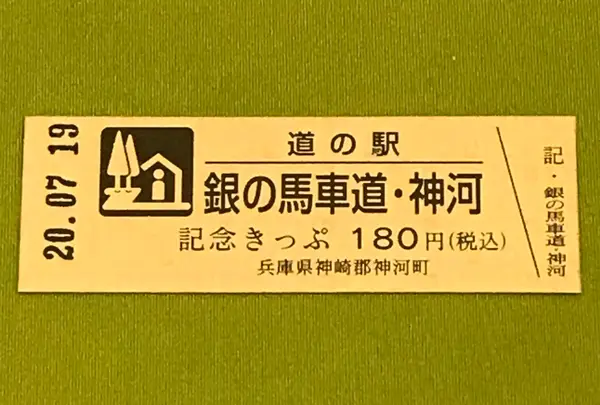 20.07 19
道の駅
銀の馬車道・神河
記念きっぷ 180円(税込)
兵庫県神崎郡神河町
記・銀の馬車道・神河